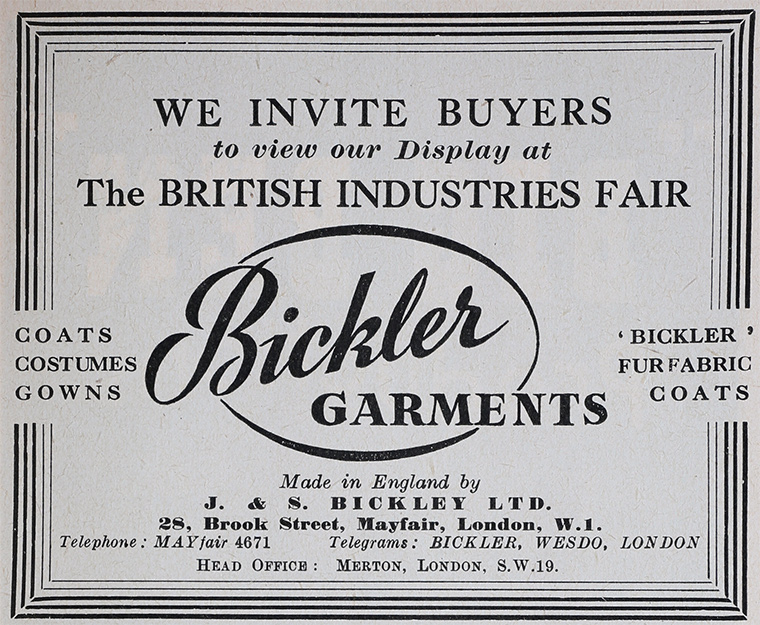 WE INVITE BUYERS
to view our Display at
The BRITISH INDUSTRIES FAIR
Bickler
GARMENTS
COATS
COSTUMES
GOWNS
‘BICKLER’
FUR FABRIC
COATS
Made in England by
J. & S. BICKLEY LTD.
28, Brook Street, Mayfair, London, W.1.
Telephone: MAYfair 4671 Telegrams: BICKLER, WESDO, LONDON
HEAD OFFICE: MERTON, LONDON, S.W.19.